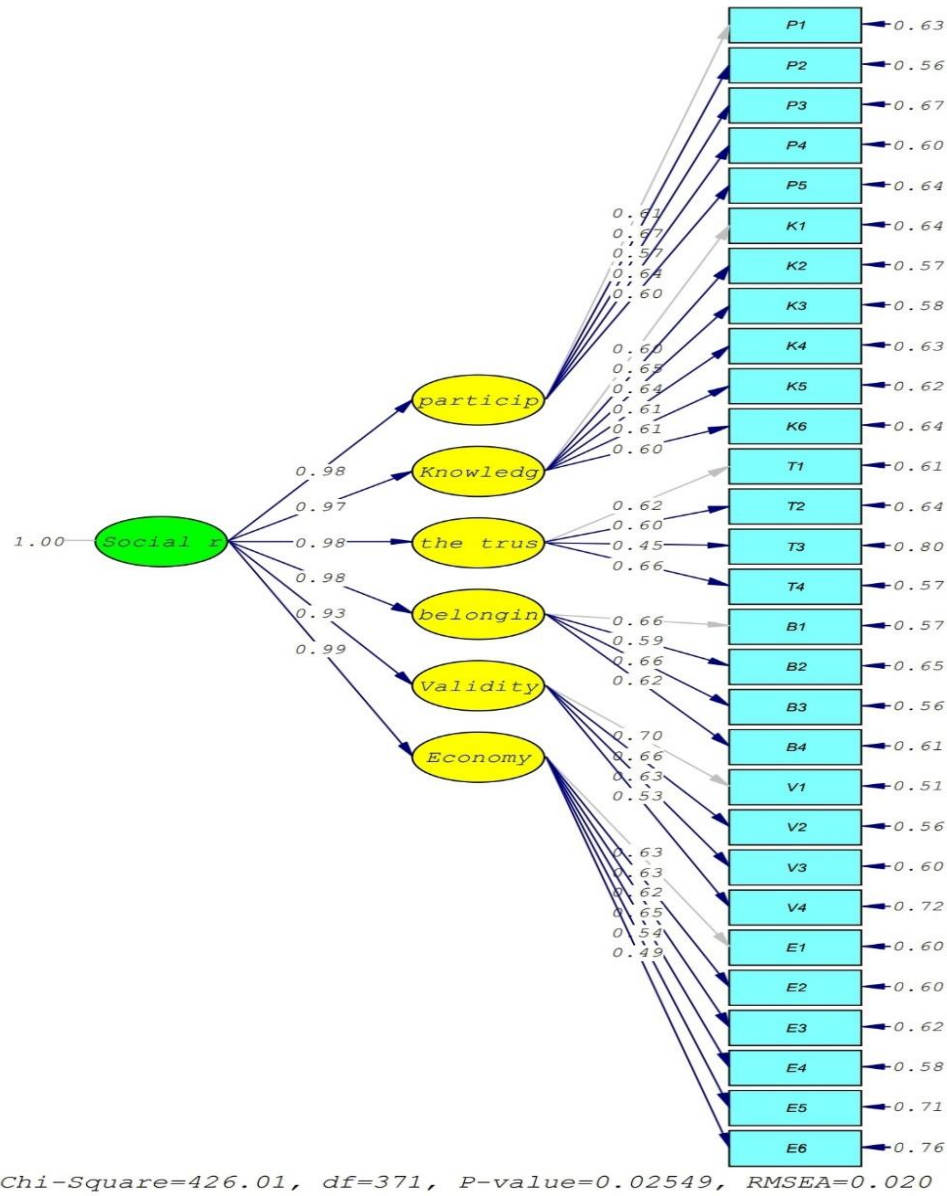 P1 0.63
P2 0.56
P3 0.67
P4 0.60
P5 0.64
K1 0.64
K2 0.57
K3 0.58
K4 0.63
K5 0.62
K6 0.64
T1 0.61
T2 0.64
T3 0.80
T4 0.57
B1 0.57
B2 0.65
B3 0.56
B4 0.61
V1 0.51
V2 0.56
V3 0.60
V4 0.72
E1 0.60
E2 0.60
E3 0.62
E4 0.58
E5 0.71
E6 0.76
0.61
0.67
0.57
0.64
0.60
0.60
0.65
0.64
0.61
0.61
0.60
0.62
0.60
0.45
0.66
0.66
0.59
0.66
0.62
0.70
0.66
0.63
0.53
0.63
0.63
0.62
0.65
0.54
0.49
particip
Knowledg
the trus
belongin
Validity
Economy
0.98
0.97
0.98
0.98
0.93
0.99
1.00 Social r
Chi-Square=426.01, df=371, P-value=0.02549, RMSEA=0.020